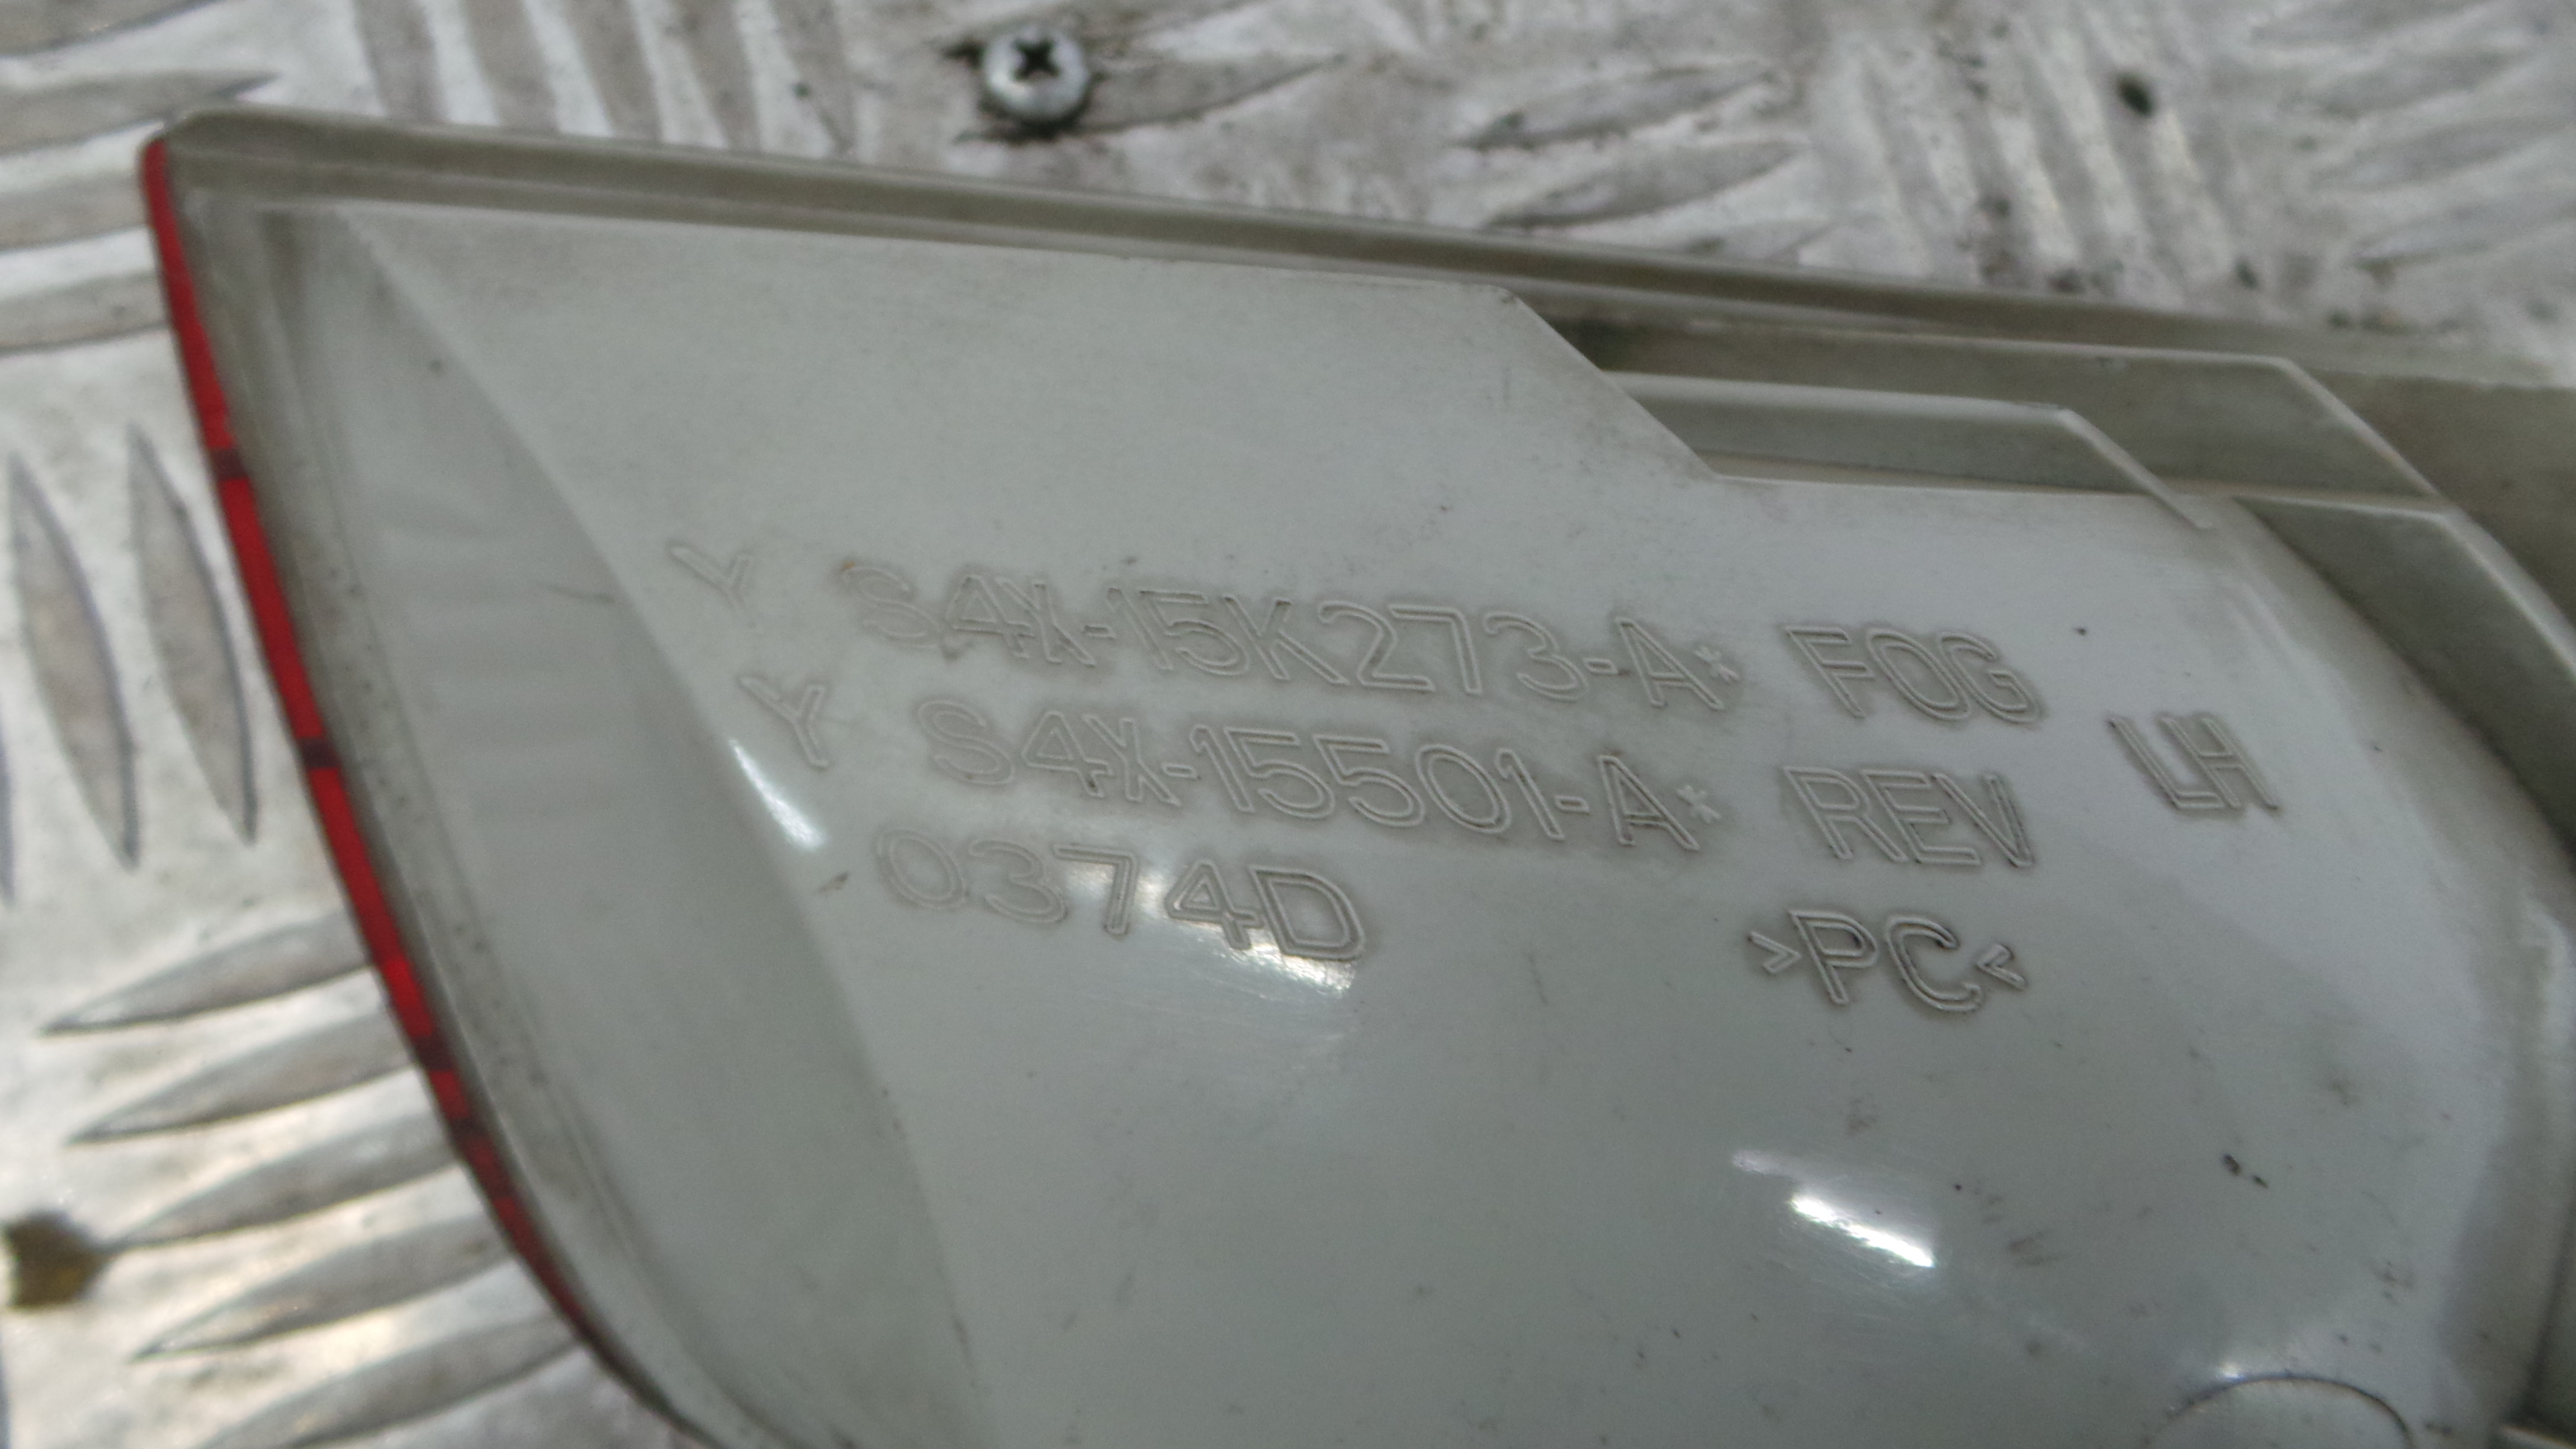 Y S4X-15K273-A* FOG
Y S4X-15501-A* REV LH
0374D >PC<